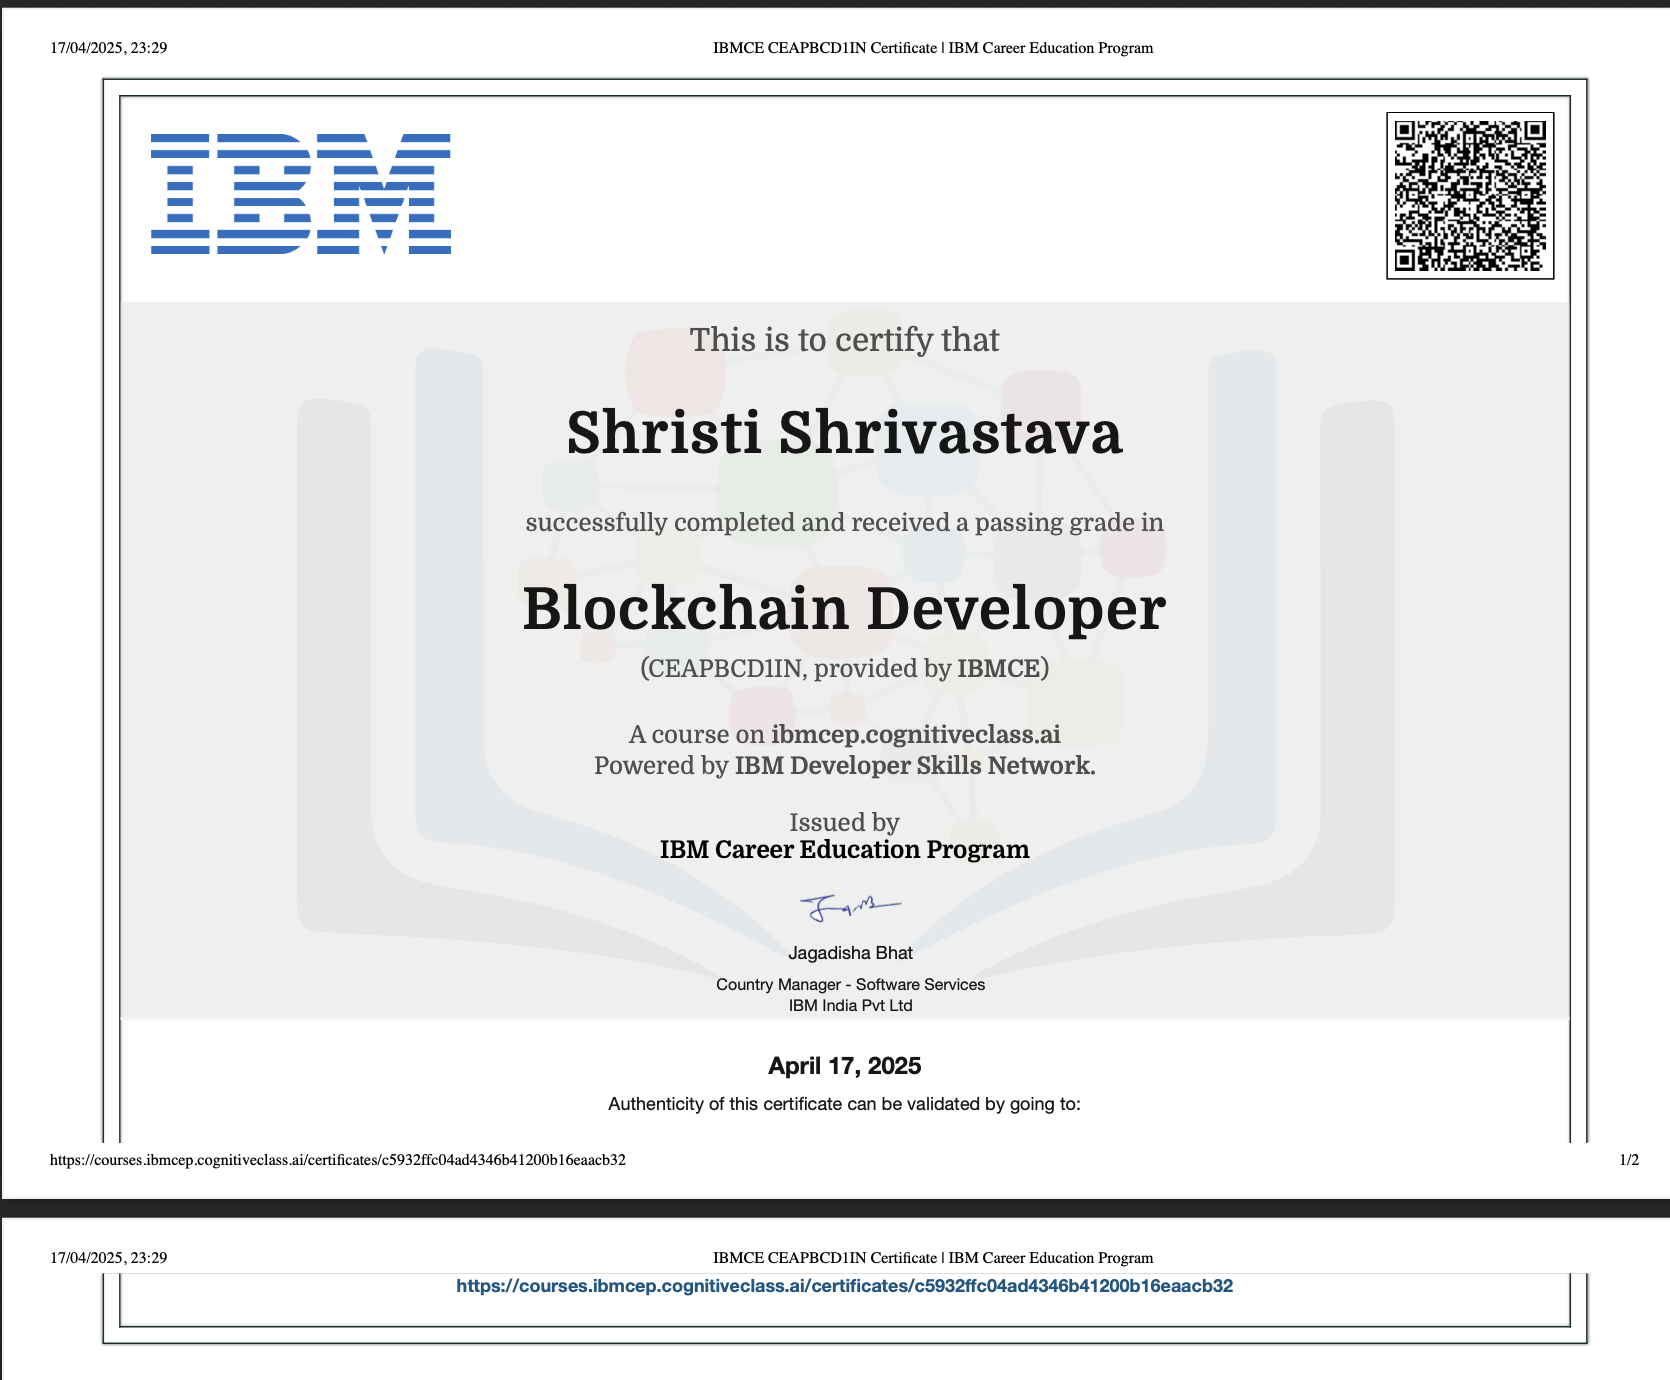 17/04/2025, 23:29
IBMCE CEAPBCD1IN Certificate | IBM Career Education Program
IBM
This is to certify that
Shristi Shrivastava
successfully completed and received a passing grade in
Blockchain Developer
(CEAPBCD1IN, provided by IBMCE)
A course on ibmcep.cognitiveclass.ai
Powered by IBM Developer Skills Network.
Issued by
IBM Career Education Program
Jagadisha Bhat
Country Manager - Software Services
IBM India Pvt Ltd
April 17, 2025
Authenticity of this certificate can be validated by going to:
https://courses.ibmcep.cognitiveclass.ai/certificates/c5932ffc04ad4346b41200b16eaacb32
1/2
17/04/2025, 23:29
IBMCE CEAPBCD1IN Certificate | IBM Career Education Program
https://courses.ibmcep.cognitiveclass.ai/certificates/c5932ffc04ad4346b41200b16eaacb32